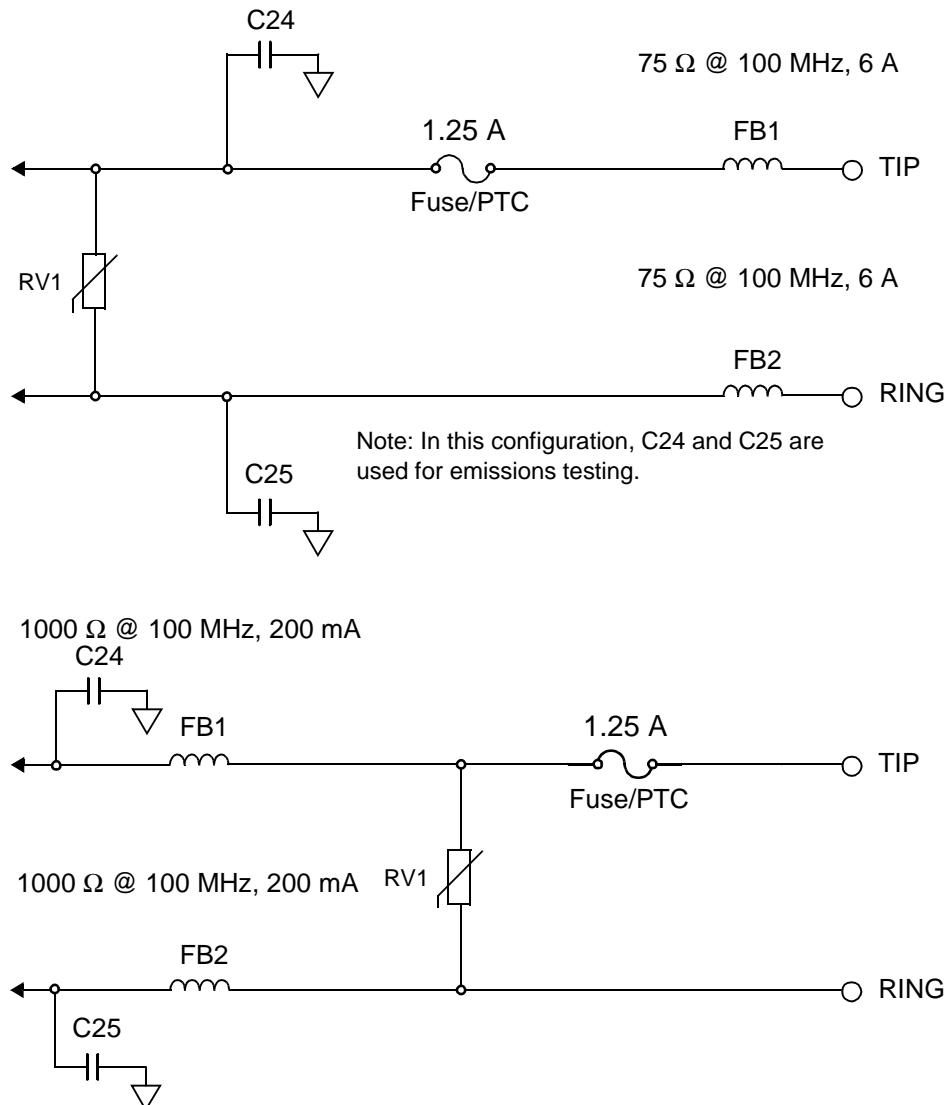 C24
75 Ω @ 100 MHz, 6 A
1.25 A
FB1
TIP
Fuse/PTC
RV1
75 Ω @ 100 MHz, 6 A
FB2
RING
Note: In this configuration, C24 and C25 are
used for emissions testing.
C25
1000 Ω @ 100 MHz, 200 mA
C24
FB1
1.25 A
TIP
Fuse/PTC
1000 Ω @ 100 MHz, 200 mA
RV1
FB2
RING
C25